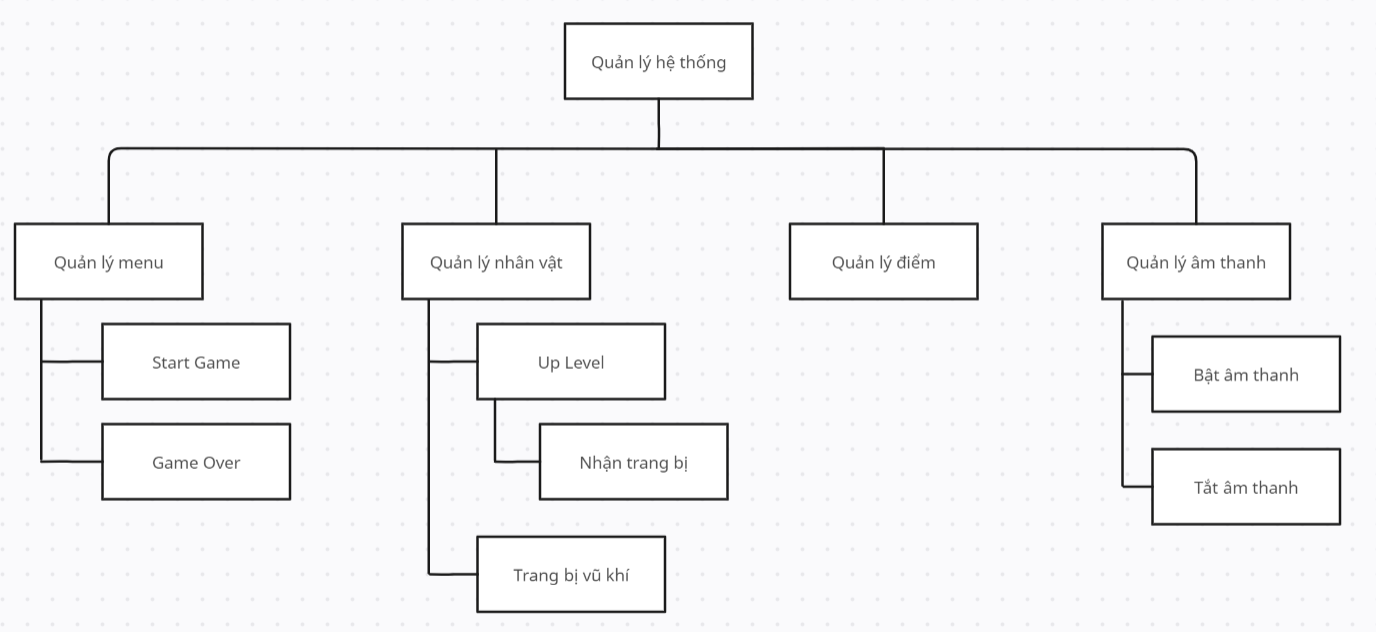 Quản lý hệ thống
Quản lý menu
Quản lý nhân vật
Quản lý điểm
Quản lý âm thanh
Start Game
Game Over
Up Level
Nhận trang bị
Trang bị vũ khí
Bật âm thanh
Tắt âm thanh